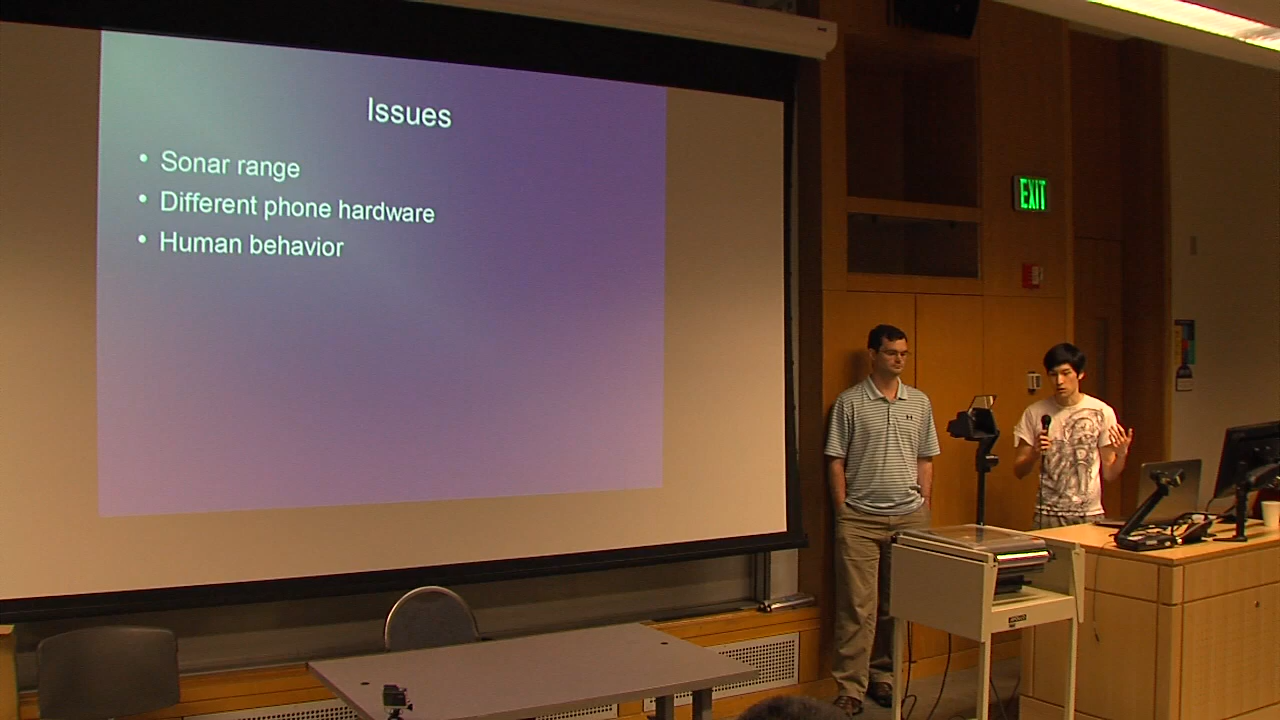 Issues
• Sonar range
• Different phone hardware
• Human behavior
EXIT